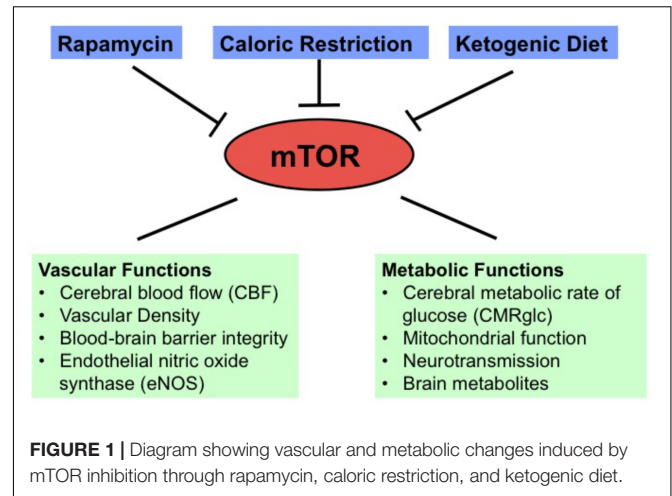 Rapamycin
Caloric Restriction
Ketogenic Diet
mTOR
Vascular Functions
• Cerebral blood flow (CBF)
• Vascular Density
• Blood-brain barrier integrity
• Endothelial nitric oxide
synthase (eNOS)
Metabolic Functions
• Cerebral metabolic rate of
glucose (CMRglc)
• Mitochondrial function
• Neurotransmission
• Brain metabolites
FIGURE 1 | Diagram showing vascular and metabolic changes induced by
mTOR inhibition through rapamycin, caloric restriction, and ketogenic diet.